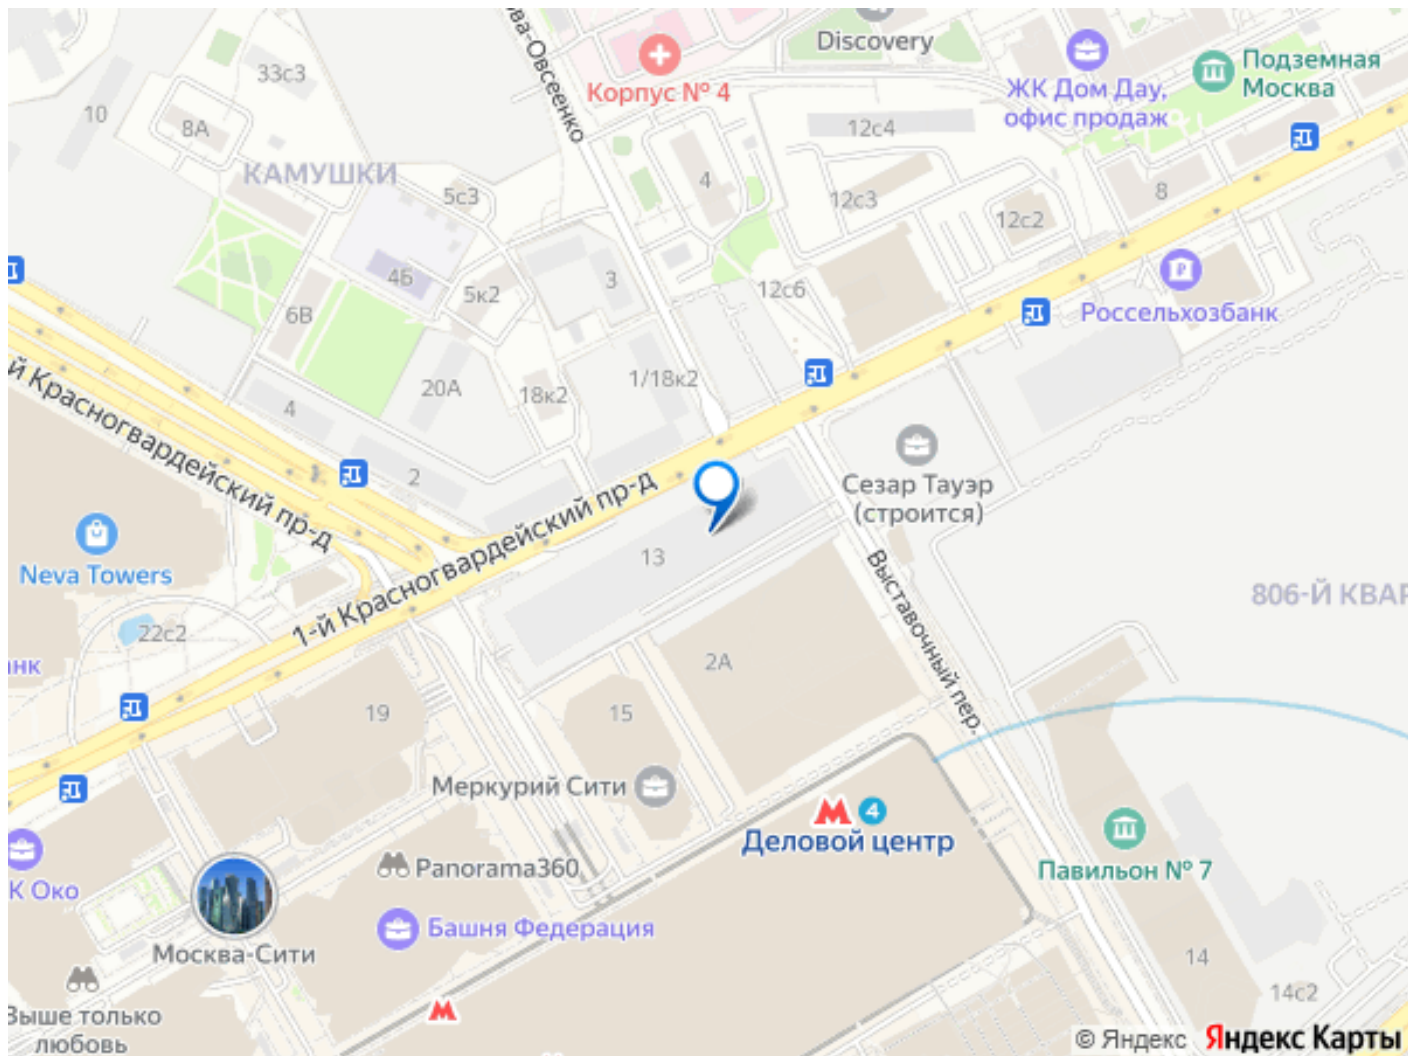 ва-Овсеенко
Discovery
Корпус № 4
ЖК Дом Дау,
офис продаж
Подземная
Москва
33с3
10
8А
КАМУШКИ
5с3
4
12с4
12с3
12с2
8
4Б
5к2
3
12с6
6В
Россельхозбанк
20А
18к2
1/18к2
4
2
й Красногвардейский пр-д
1-й Красногвардейский пр-д
Сезар Тауэр
(строится)
Neva Towers
13
Выставочный пер.
806-Й КВАР
22с2
анк
2А
19
15
Меркурий Сити
4
Деловой центр
Павильон № 7
К Око
Panorama360
Башня Федерация
Москва-Сити
14
14с2
Выше только
любовь
© Яндекс Яндекс Карты